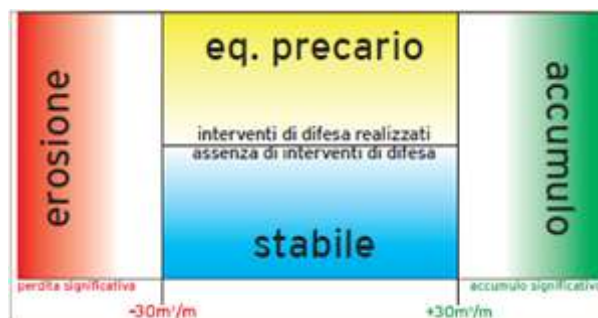 eq. precario
erosione
accumulo
interventi di difesa realizzati
assenza di interventi di difesa
stabile
perdita significativa
accumulo significativo
-30m³/m
+30m³/m